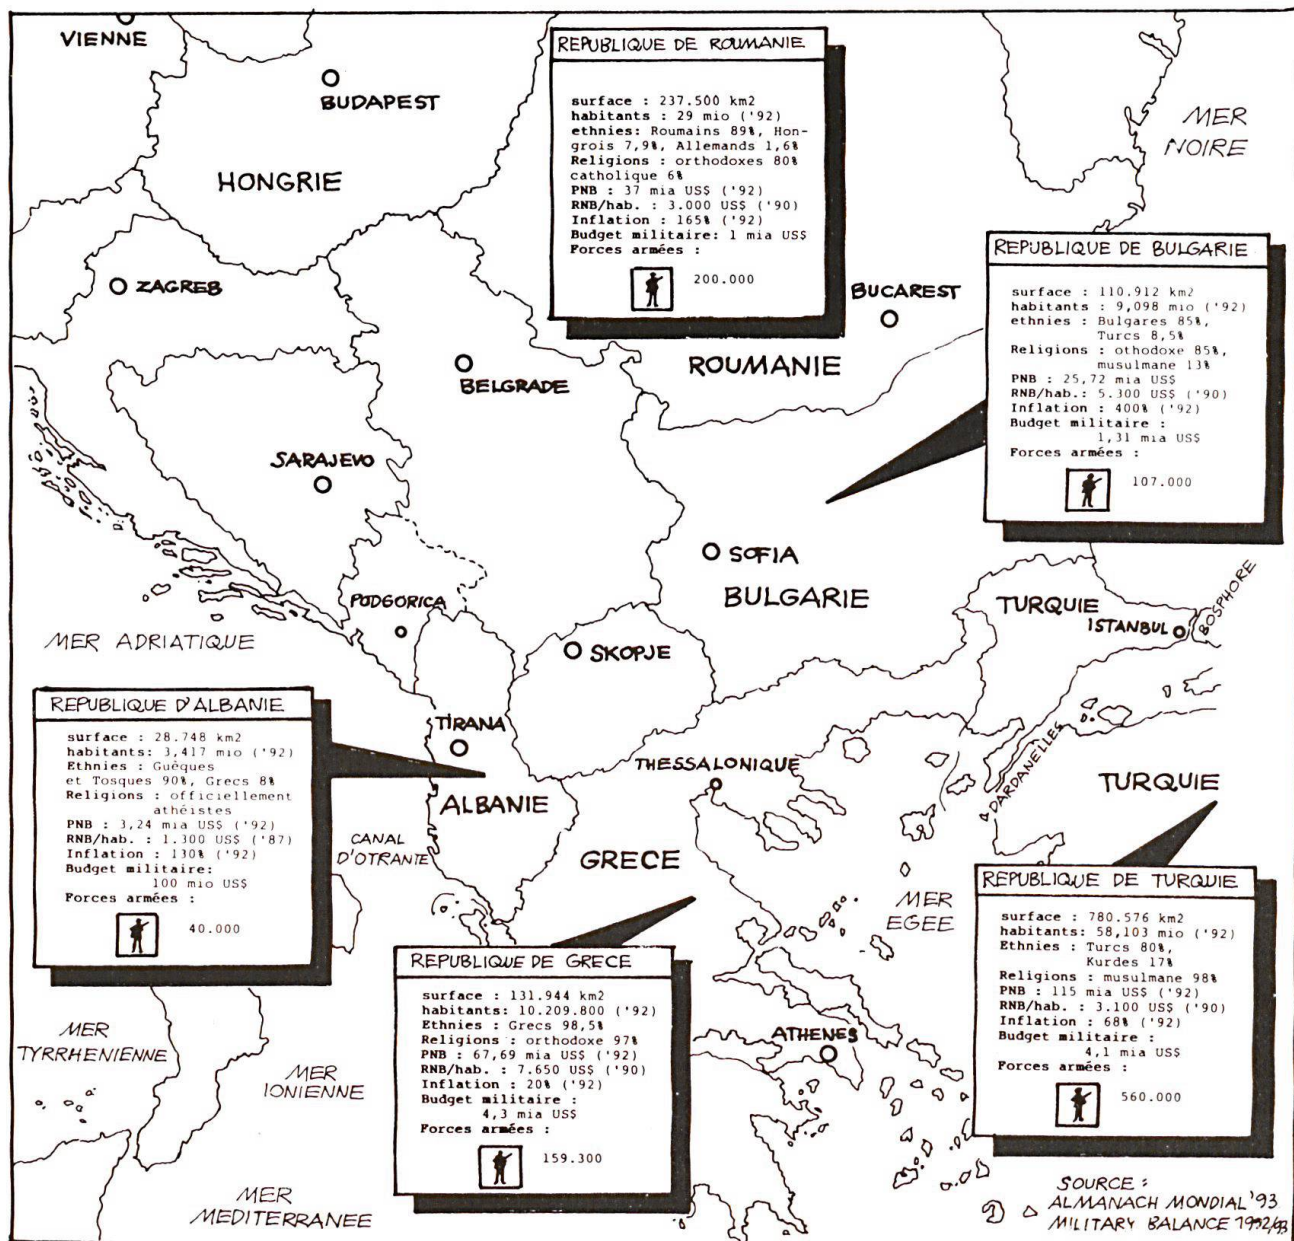 VIENNE
BUDAPEST
HONGRIE
ZAGREB
BELGRADE
SARAJEVO
PODGORICA
MER ADRIATIQUE
REPUBLIQUE DE ROUMANIE
surface : 237.500 km2
habitants : 29 mio ('92)
ethnies: Roumains 89%, Hon-
grois 7,9%, Allemands 1,6%
Religions : orthodoxes 80%
catholique 6%
PNB : 37 mia US$ ('92)
RNB/hab. : 3.000 US$ ('90)
Inflation : 165% ('92)
Budget militaire: 1 mia US$
Forces armées :
200.000
MER
NOIRE
BUCAREST
ROUMANIE
REPUBLIQUE DE BULGARIE
surface : 110.912 km2
habitants : 9,098 mio ('92)
ethnies : Bulgares 85%,
Turcs 8,5%
Religions : othodoxe 85%,
musulmane 13%
PNB : 25,72 mia US$
RNB/hab.: 5.300 US$ ('90)
Inflation : 400% ('92)
Budget militaire :
1,31 mia US$
Forces armées :
107.000
SOFIA
BULGARIE
SKOPJE
TURQUIE
ISTANBUL
BOSPHORE
REPUBLIQUE D'ALBANIE
surface : 28.748 km2
habitants: 3,417 mio ('92)
Ethnies : Guêques
et Tosques 90%, Grecs 8%
Religions : officiellement
athéistes
PNB : 3,24 mia US$ ('92)
RNB/hab. : 1.300 US$ ('87)
Inflation : 130% ('92)
Budget militaire:
100 mio US$
Forces armées :
40.000
TIRANA
ALBANIE
CANAL
D'OTRANTE
THESSALONIQUE
GRECE
DARDANELLES
TURQUIE
MER
EGEE
REPUBLIQUE DE GRECE
surface : 131.944 km2
habitants: 10.209.800 ('92)
Ethnies : Grecs 98,5%
Religions : orthodoxe 97%
PNB : 67,69 mia US$ ('92)
RNB/hab. : 7.650 US$ ('90)
Inflation : 20% ('92)
Budget militaire :
4,3 mia US$
Forces armées :
159.300
REPUBLIQUE DE TURQUIE
surface : 780.576 km2
habitants: 58,103 mio ('92)
Ethnies : Turcs 80%,
Kurdes 17%
Religions : musulmane 98%
PNB : 115 mia US$ ('92)
RNB/hab. : 3.100 US$ ('90)
Inflation : 68% ('92)
Budget militaire :
4,1 mia US$
Forces armées :
560.000
ATHENES
MER
TYRRHENIENNE
MER
IONIENNE
MER
MEDITERRANEE
SOURCE :
ALMANACH MONDIAL '93
MILITARY BALANCE 1992/93